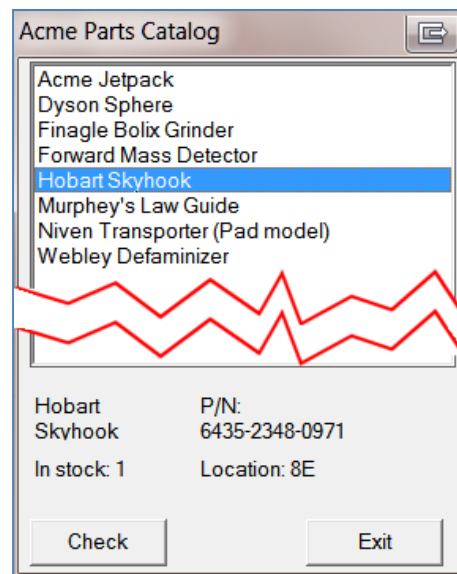 Acme Parts Catalog
Acme Jetpack
Dyson Sphere
Finagle Bolix Grinder
Forward Mass Detector
Hobart Skyhook
Murphey's Law Guide
Niven Transporter (Pad model)
Webley Defaminizer
Hobart P/N:
Skyhook 6435-2348-0971
In stock: 1 Location: 8E
Check Exit